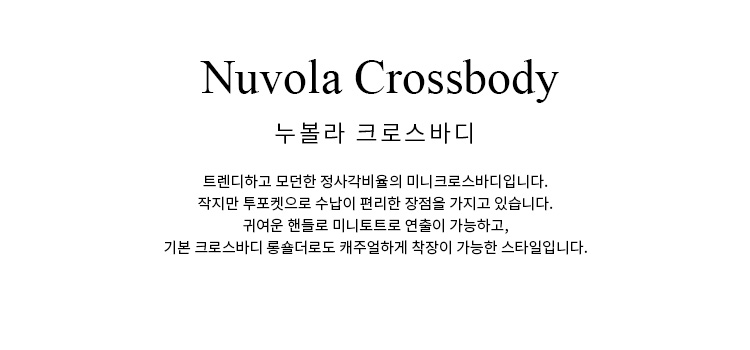 Nuvola Crossbody
누볼라 크로스바디
트렌디하고 모던한 정사각비율의 미니크로스바디입니다.
작지만 투포켓으로 수납이 편리한 장점을 가지고 있습니다.
귀여운 핸들로 미니토트로 연출이 가능하고,
기본 크로스바디 롱숄더로도 캐주얼하게 착장이 가능한 스타일입니다.